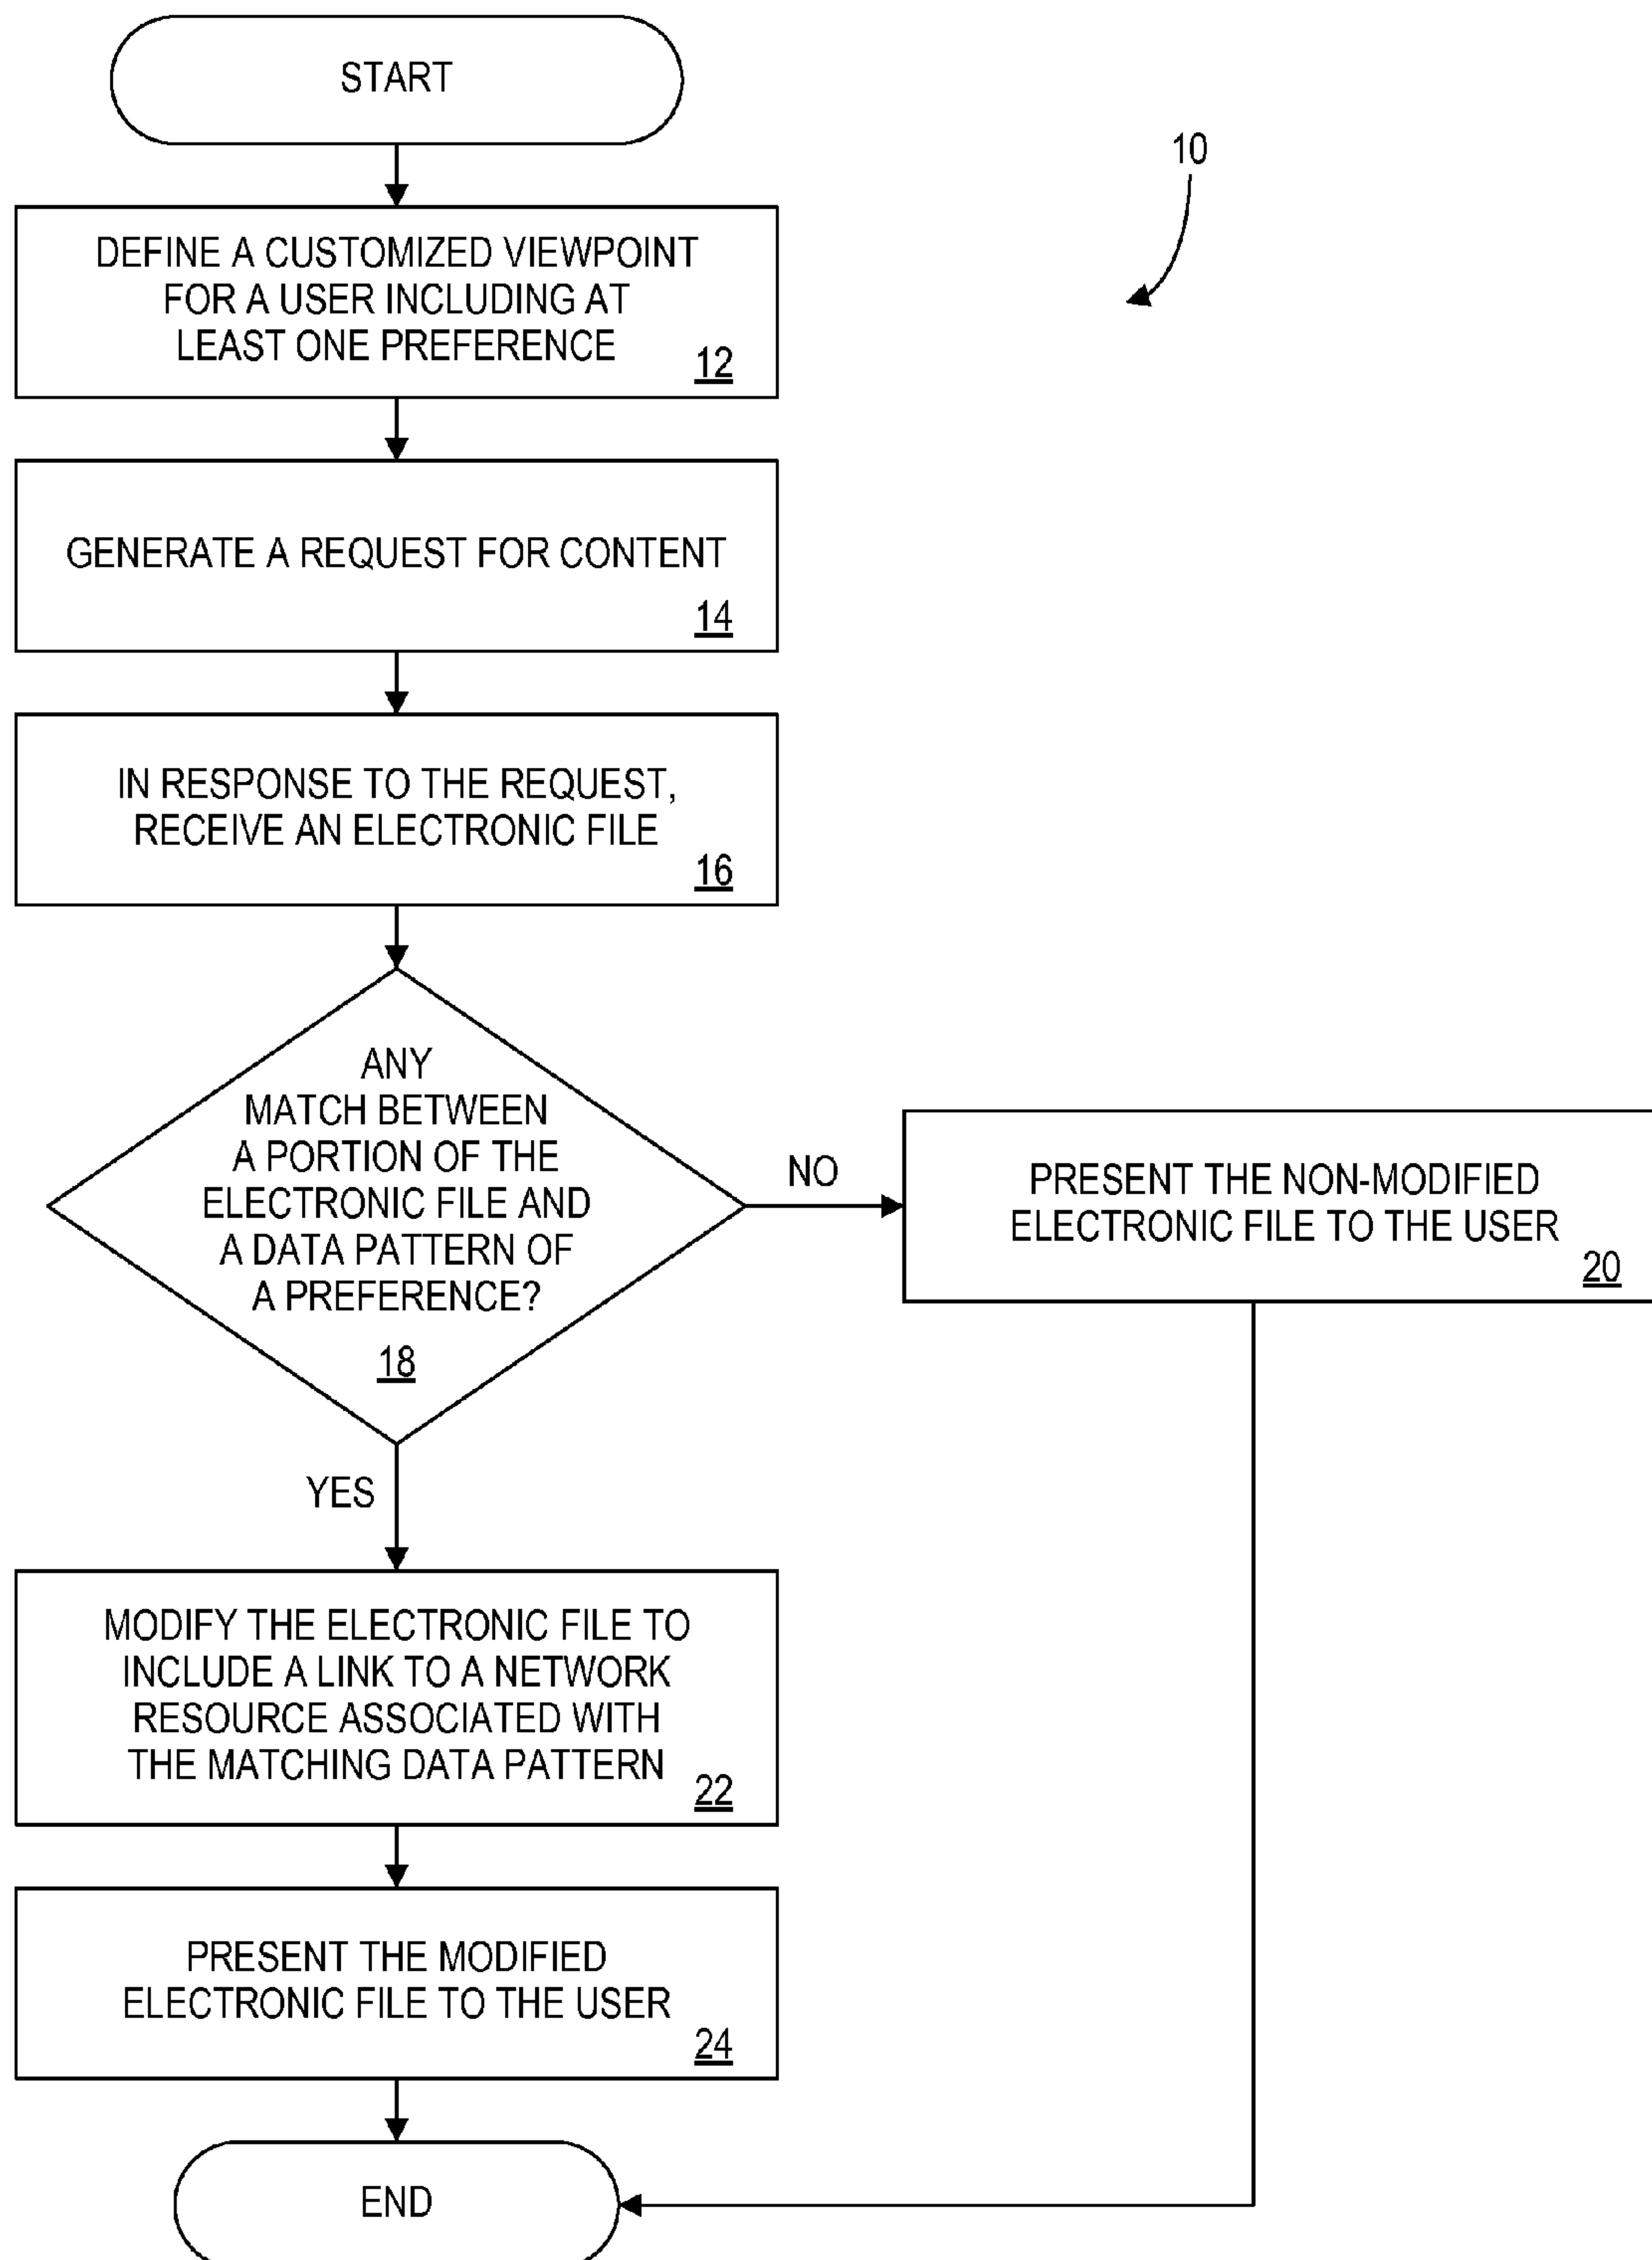 START
10
DEFINE A CUSTOMIZED VIEWPOINT
FOR A USER INCLUDING AT
LEAST ONE PREFERENCE
12
GENERATE A REQUEST FOR CONTENT
14
IN RESPONSE TO THE REQUEST,
RECEIVE AN ELECTRONIC FILE
16
ANY
MATCH BETWEEN
A PORTION OF THE
ELECTRONIC FILE AND
A DATA PATTERN OF
A PREFERENCE?
18
NO
PRESENT THE NON-MODIFIED
ELECTRONIC FILE TO THE USER
20
YES
MODIFY THE ELECTRONIC FILE TO
INCLUDE A LINK TO A NETWORK
RESOURCE ASSOCIATED WITH
THE MATCHING DATA PATTERN
22
PRESENT THE MODIFIED
ELECTRONIC FILE TO THE USER
24
END